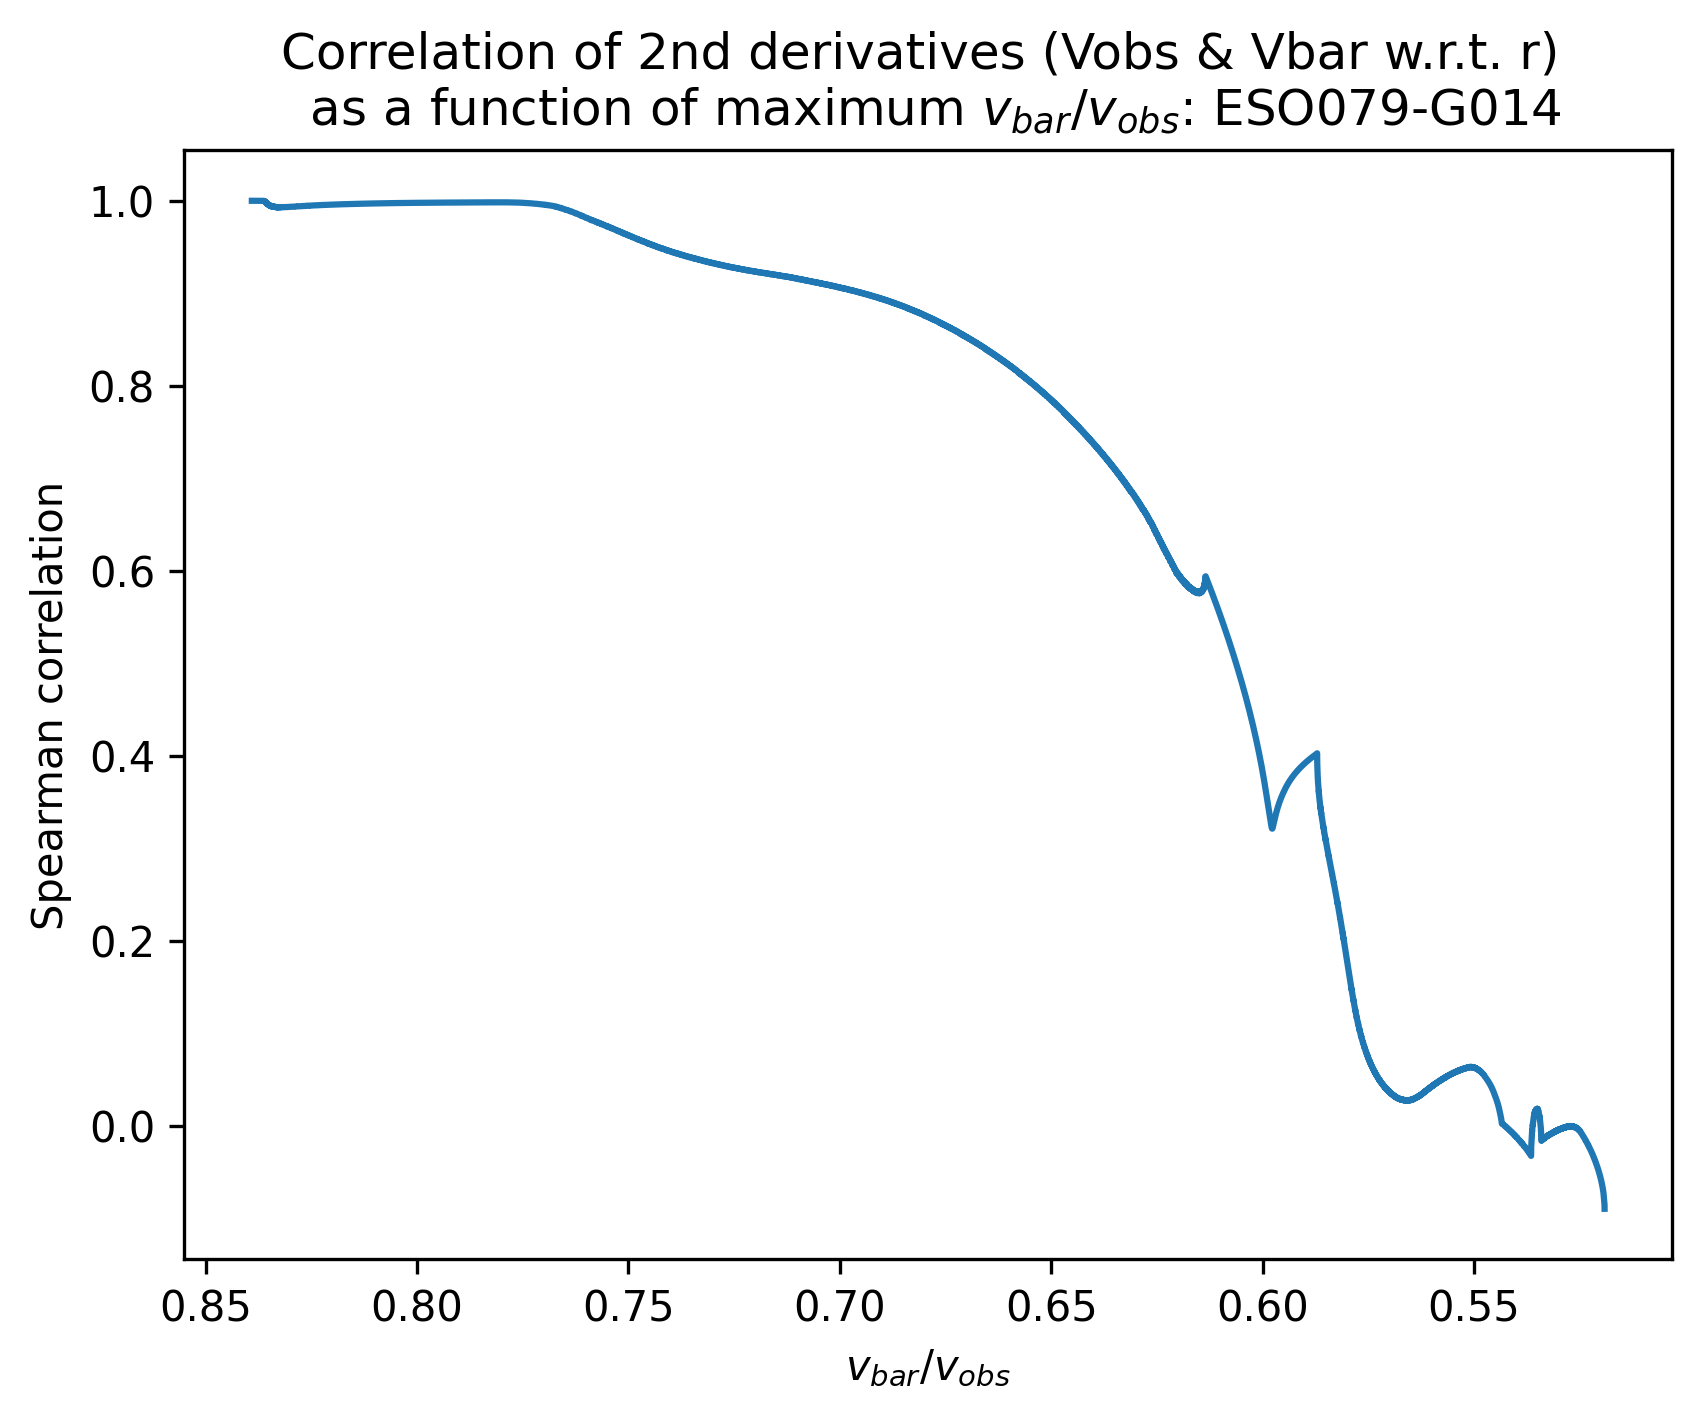 Correlation of 2nd derivatives (Vobs & Vbar w.r.t. r)
as a function of maximum v_bar/v_obs: ESO079-G014
Spearman correlation
1.0
0.8
0.6
0.4
0.2
0.0
0.85 0.80 0.75 0.70 0.65 0.60 0.55
v_bar/v_obs